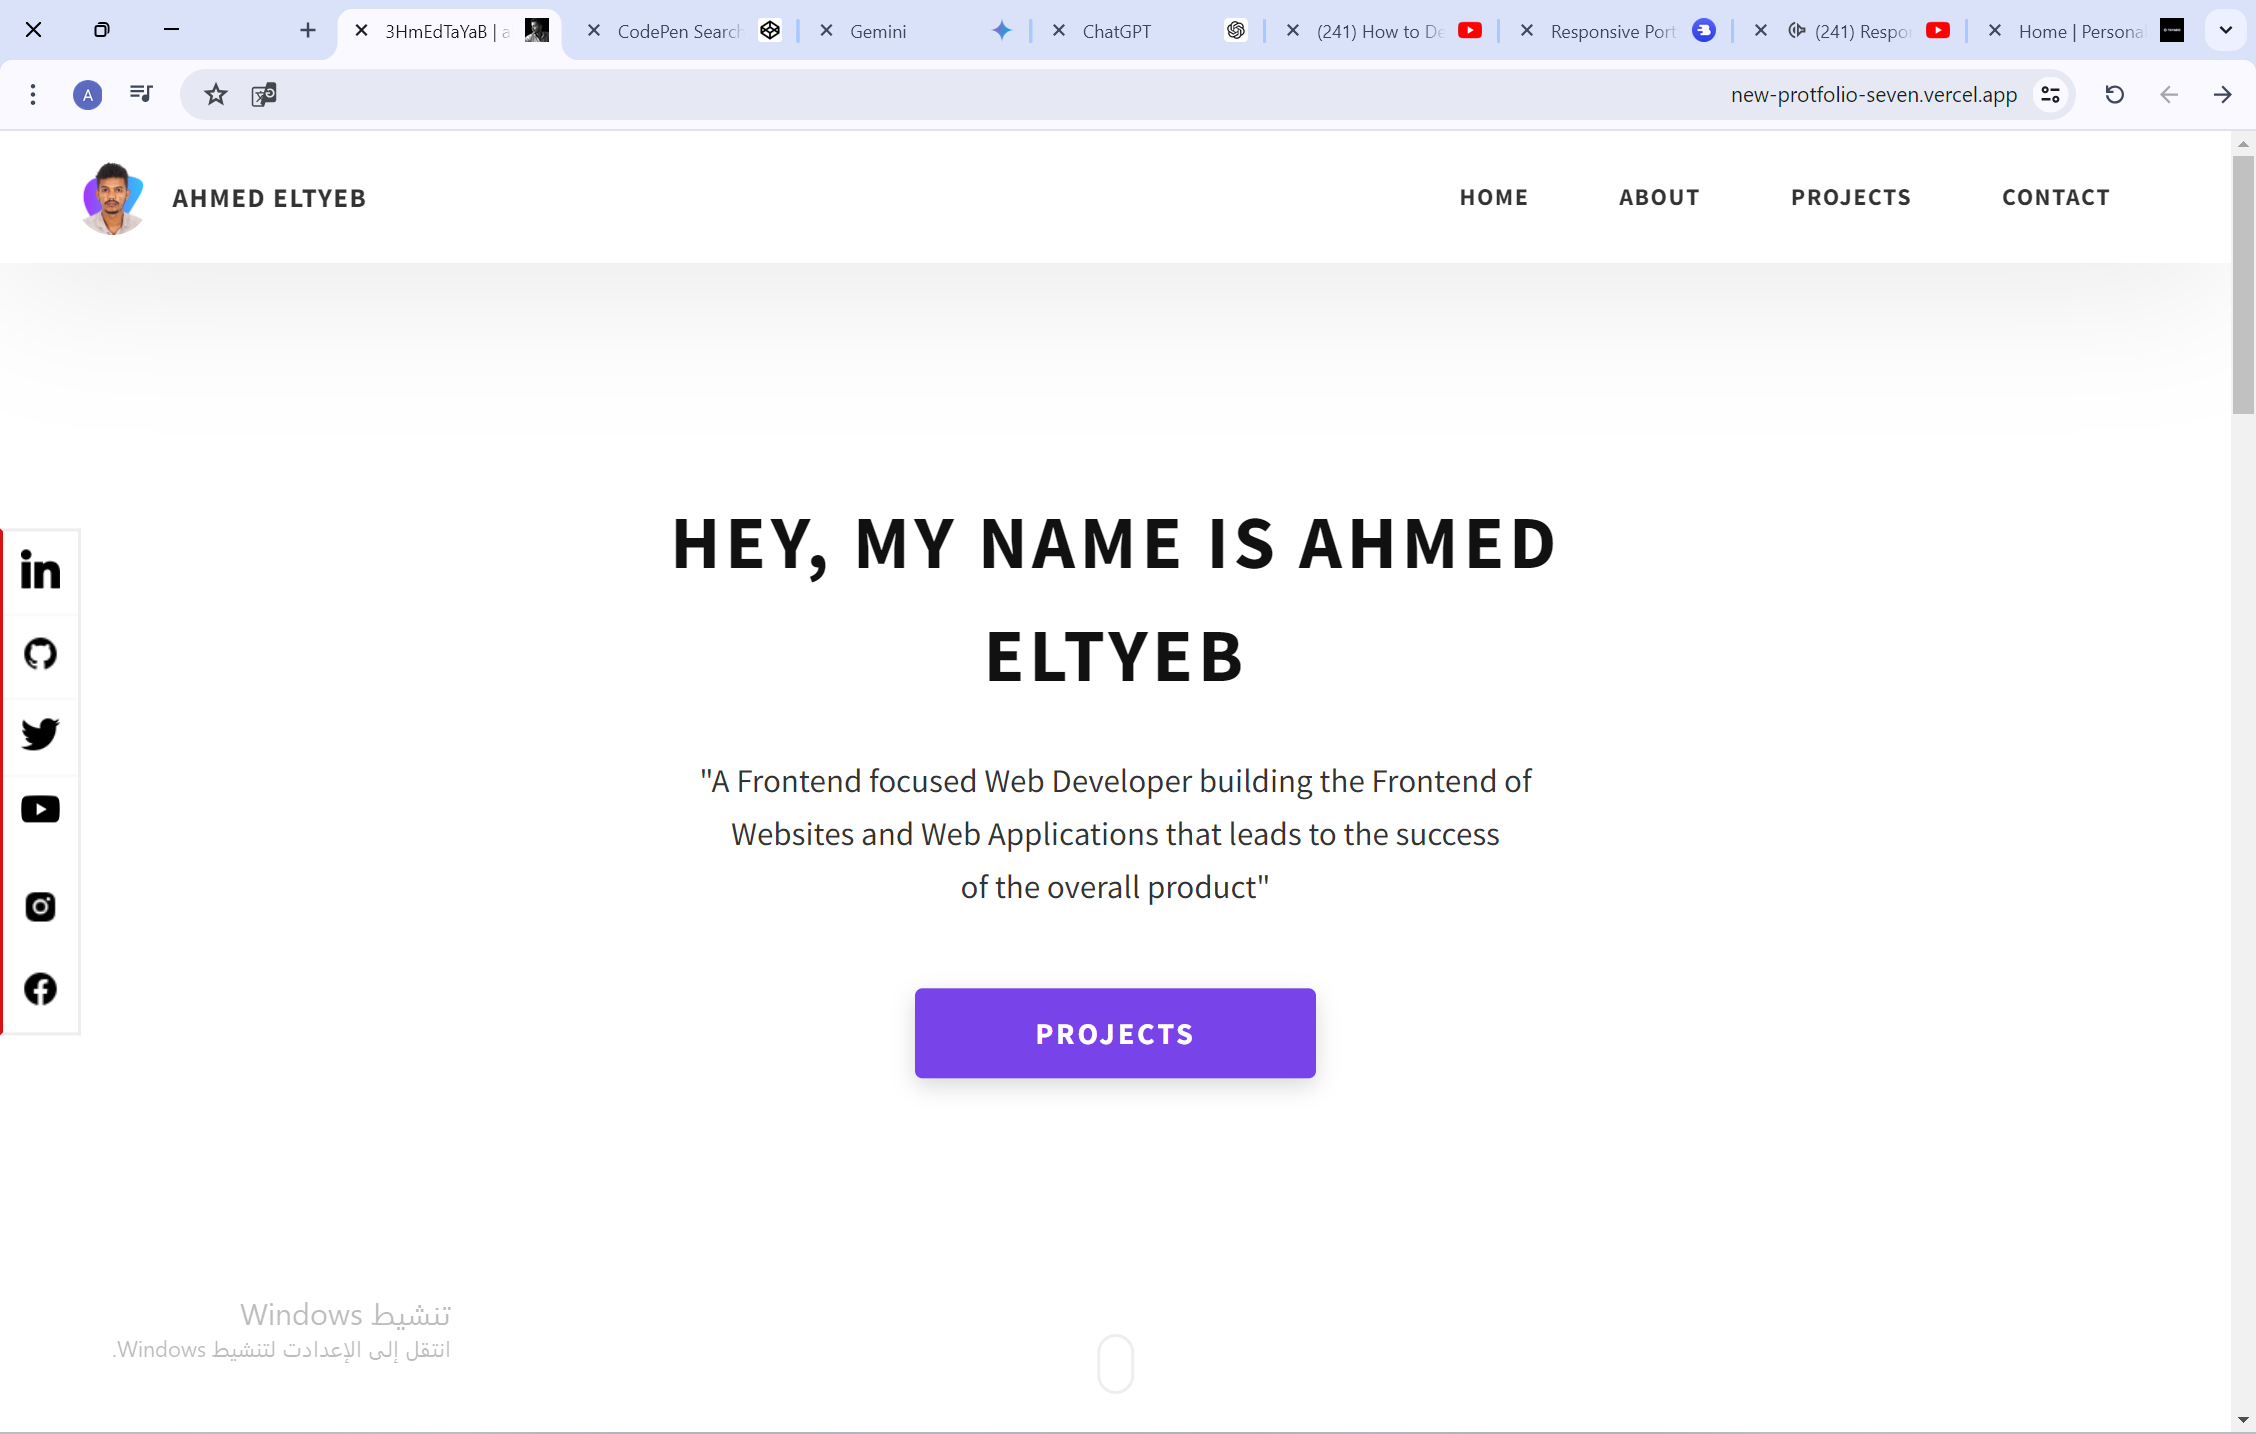 3HmEdTaYaB | a
CodePen Search
Gemini
ChatGPT
(241) How to De
Responsive Port
(241) Respo
Home | Persona
A
new-protfolio-seven.vercel.app
AHMED ELTYEB
HOME
ABOUT
PROJECTS
CONTACT
HEY, MY NAME IS AHMED
ELTYEB
"A Frontend focused Web Developer building the Frontend of
Websites and Web Applications that leads to the success
of the overall product"
PROJECTS
تنشيط Windows
انتقل إلى الإعدادت لتنشيط Windows.